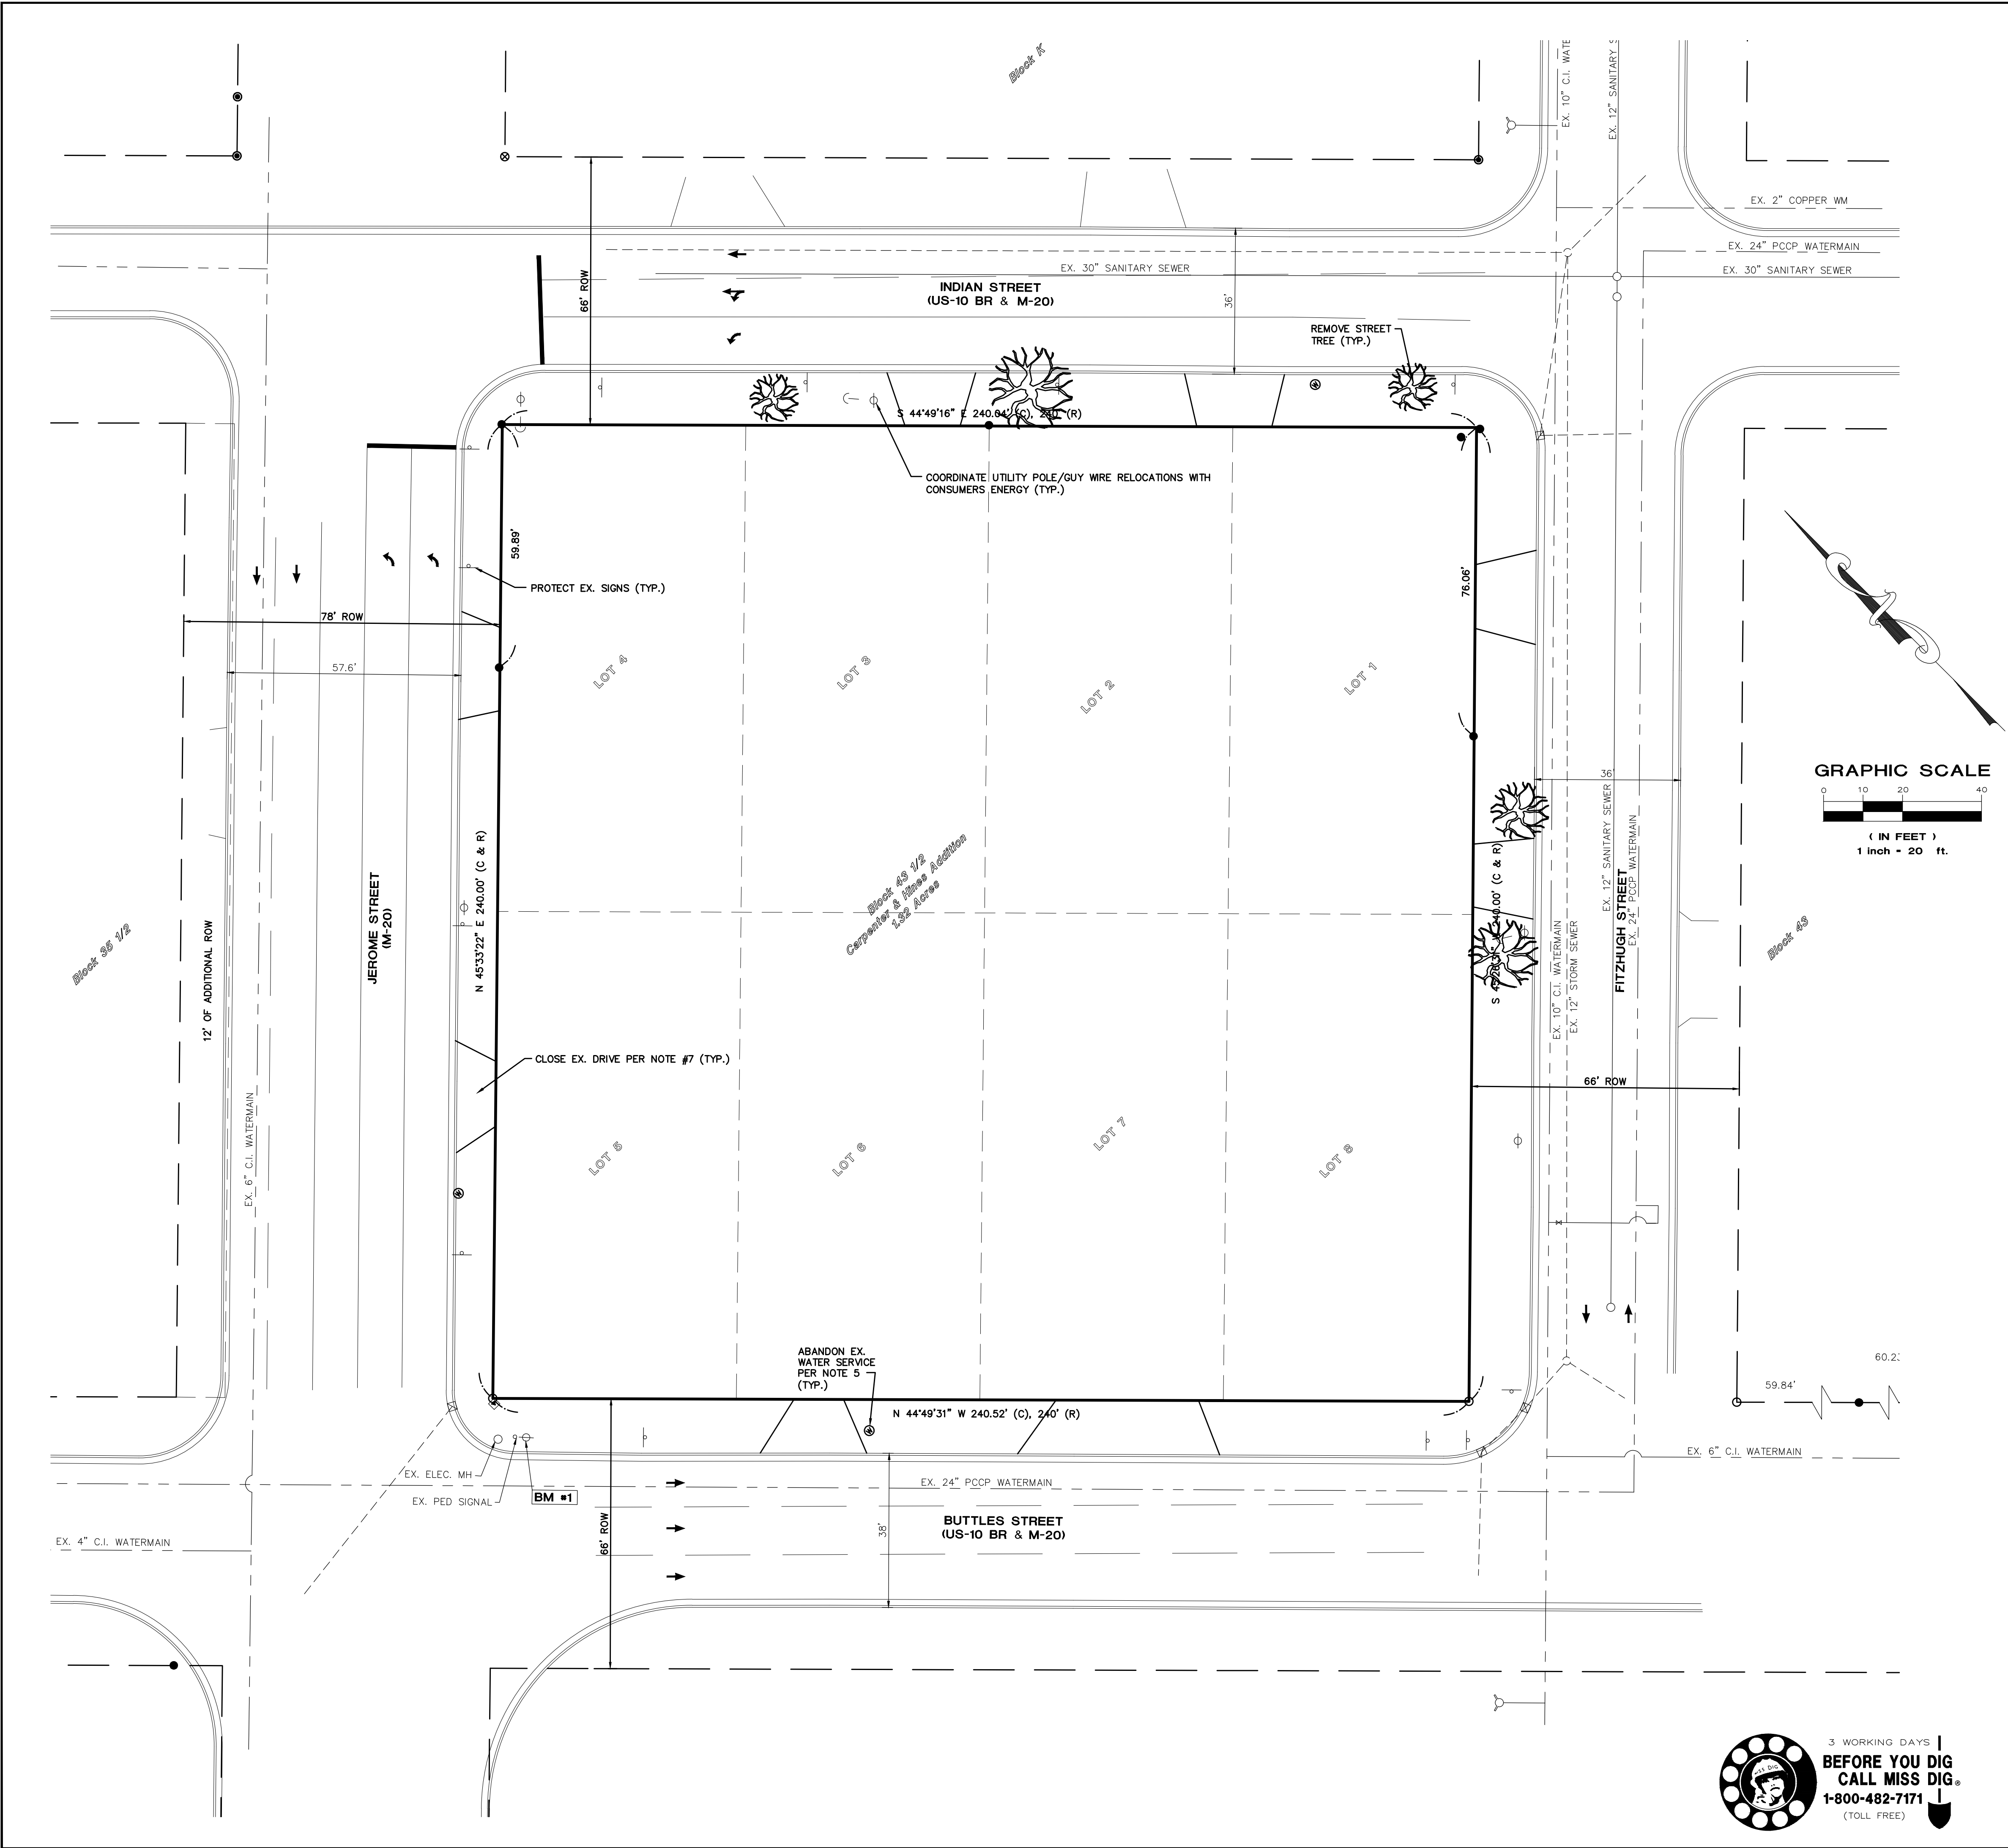 Block K
EX. 10" C.I. WATE
EX. 12" SANITARY S
EX. 2" COPPER WM
EX. 24" PCCP WATERMAIN
EX. 30" SANITARY SEWER
EX. 30" SANITARY SEWER
INDIAN STREET
(US-10 BR & M-20)
66' ROW
36'
REMOVE STREET
TREE (TYP.)
S 44°49'16" E 240.04' (C), 240' (R)
COORDINATE UTILITY POLE/GUY WIRE RELOCATIONS WITH
CONSUMERS ENERGY (TYP.)
59.89'
76.06'
PROTECT EX. SIGNS (TYP.)
78' ROW
57.6'
LOT 4
LOT 3
LOT 2
LOT 1
GRAPHIC SCALE
0 10 20 40
( IN FEET )
1 inch = 20 ft.
36'
EX. 12" SANITARY SEWER
EX. 24" PCCP WATERMAIN
FITZHUGH STREET
EX. 10" C.I. WATERMAIN
EX. 12" STORM SEWER
240.00' (C & R)
N 45°33'22" E 240.00' (C & R)
JEROME STREET
(M-20)
12' OF ADDITIONAL ROW
Block 35 1/2
Block 43 1/2
Carpenter & Hines Addition
1.32 Acres
Block 43
CLOSE EX. DRIVE PER NOTE #7 (TYP.)
66' ROW
EX. 6" C.I. WATERMAIN
LOT 5
LOT 6
LOT 7
LOT 8
ABANDON EX.
WATER SERVICE
PER NOTE 5
(TYP.)
N 44°49'31" W 240.52' (C), 240' (R)
59.84'
EX. 6" C.I. WATERMAIN
EX. ELEC. MH
EX. PED SIGNAL
BM #1
EX. 24" PCCP WATERMAIN
BUTTLES STREET
(US-10 BR & M-20)
66' ROW
38'
EX. 4" C.I. WATERMAIN
MISS DIG
3 WORKING DAYS
BEFORE YOU DIG
CALL MISS DIG®
1-800-482-7171
(TOLL FREE)